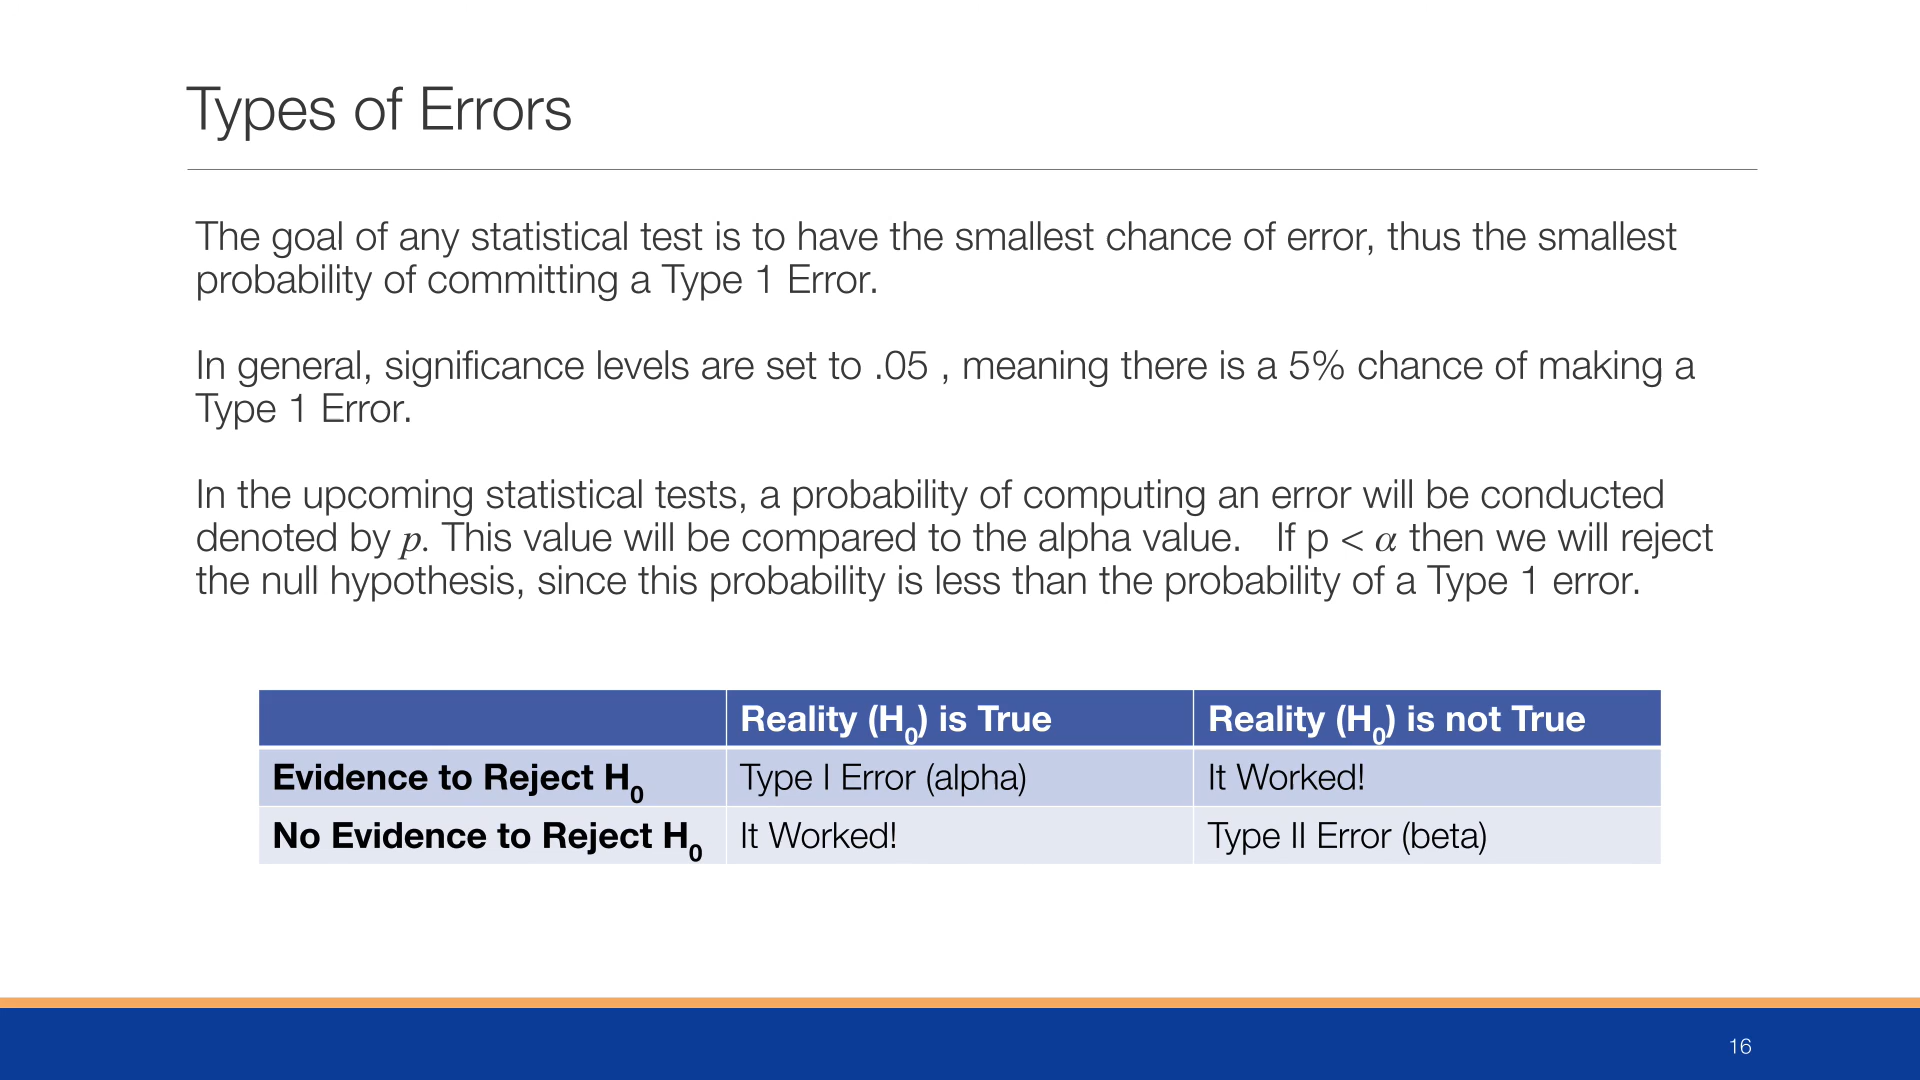 Types of Errors
The goal of any statistical test is to have the smallest chance of error, thus the smallest
probability of committing a Type 1 Error.
In general, significance levels are set to .05 , meaning there is a 5% chance of making a
Type 1 Error.
In the upcoming statistical tests, a probability of computing an error will be conducted
denoted by p. This value will be compared to the alpha value. If p < α then we will reject
the null hypothesis, since this probability is less than the probability of a Type 1 error.
Reality (H₀) is True Reality (H₀) is not True
Evidence to Reject H₀ Type I Error (alpha) It Worked!
No Evidence to Reject H₀ It Worked! Type II Error (beta)
16